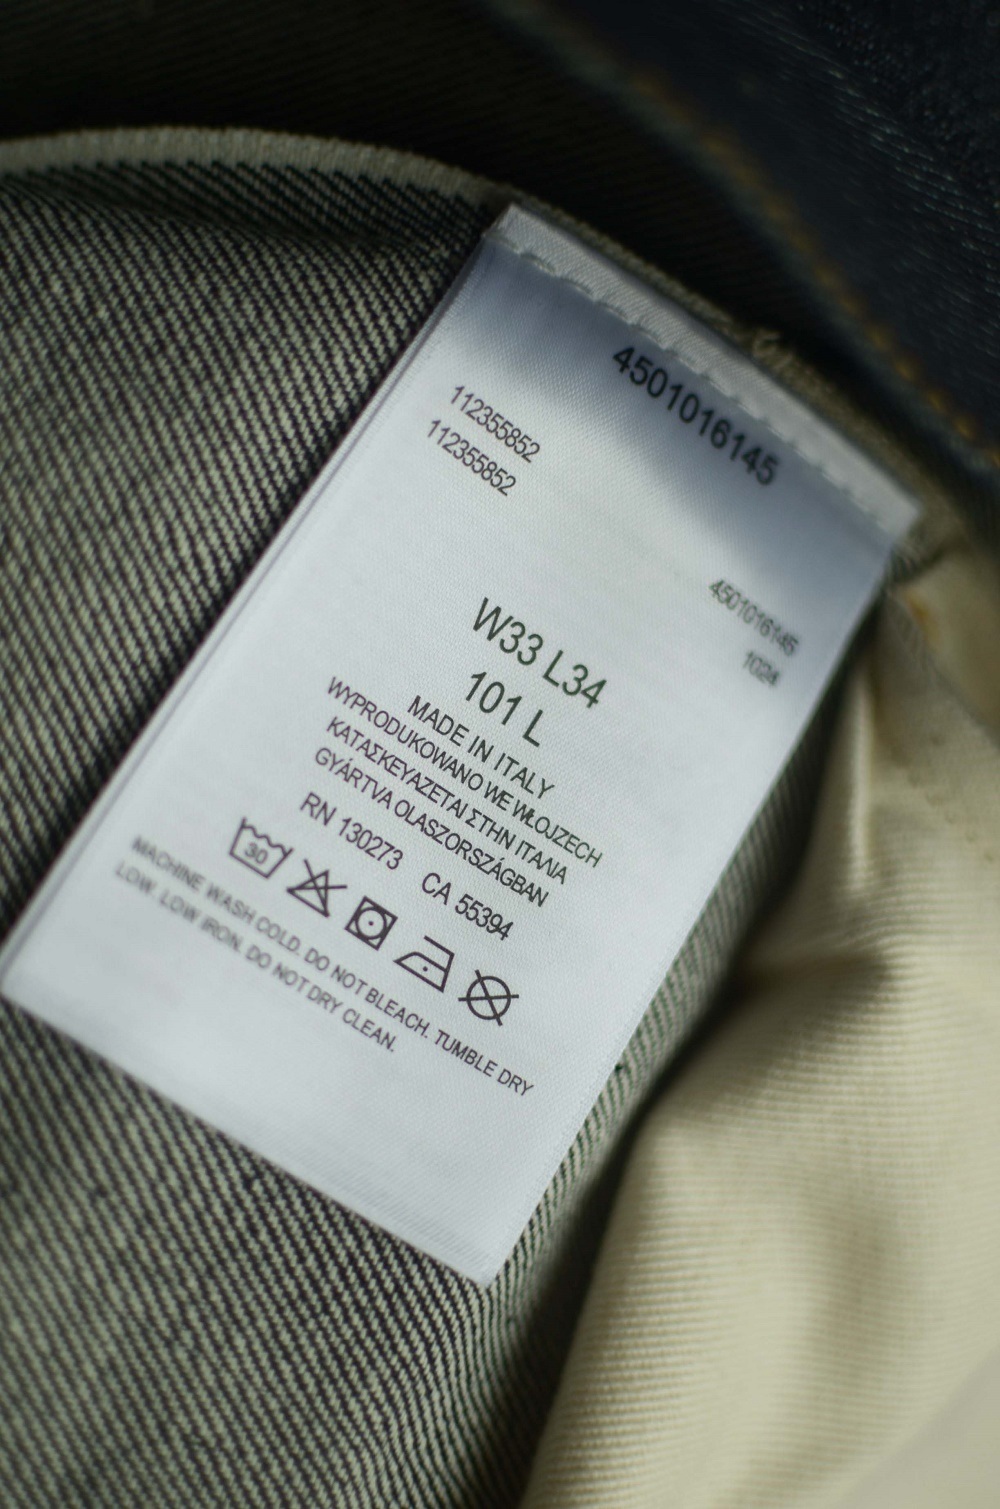 45010161​45
112355852
112355852
4501016145
1024
W33 L34
101 L
MADE IN ITALY
WYPRODUKOWANO WE WŁOJZECH
ΚΑΤΑΣΚΕΥΑΖΕΤΑΙ ΣΤΗΝ ΙΤΑΛΙΑ
GYÁRTVA OLASZORSZÁGBAN
RN 130273 CA 55394
30
MACHINE WASH COLD. DO NOT BLEACH. TUMBLE DRY
LOW. LOW IRON. DO NOT DRY CLEAN.